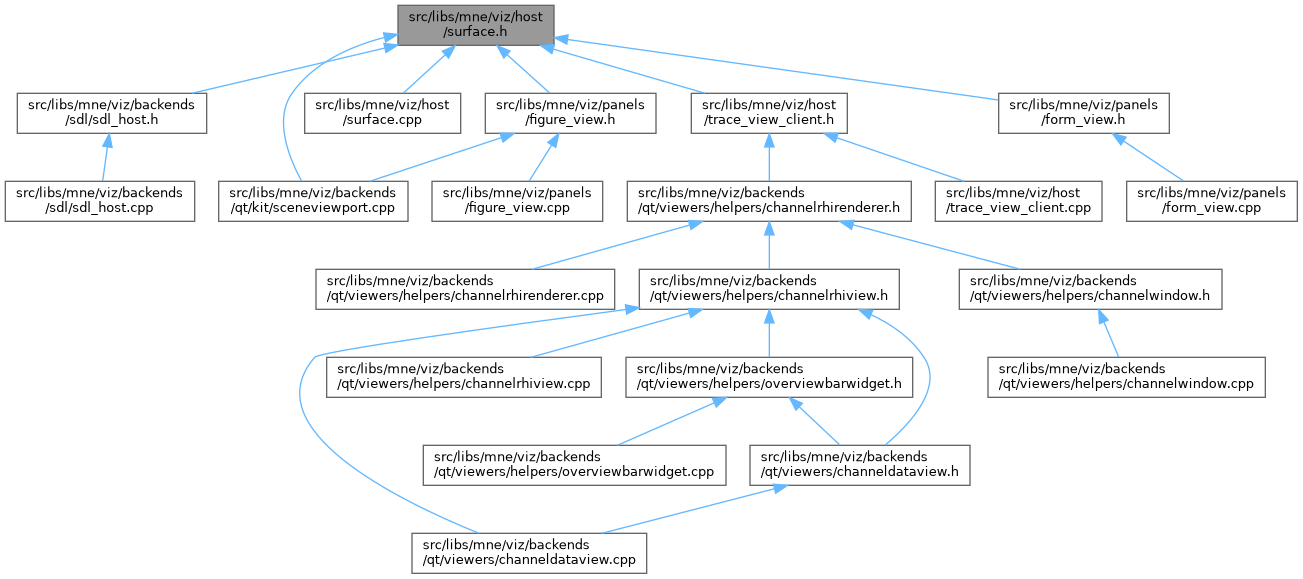 src/libs/mne/viz/host
/surface.h
src/libs/mne/viz/backends
/sdl/sdl_host.h
src/libs/mne/viz/host
/surface.cpp
src/libs/mne/viz/panels
/figure_view.h
src/libs/mne/viz/host
/trace_view_client.h
src/libs/mne/viz/panels
/form_view.h
src/libs/mne/viz/backends
/sdl/sdl_host.cpp
src/libs/mne/viz/backends
/qt/kit/sceneviewport.cpp
src/libs/mne/viz/panels
/figure_view.cpp
src/libs/mne/viz/backends
/qt/viewers/helpers/channelrhirenderer.h
src/libs/mne/viz/host
/trace_view_client.cpp
src/libs/mne/viz/panels
/form_view.cpp
src/libs/mne/viz/backends
/qt/viewers/helpers/channelrhirenderer.cpp
src/libs/mne/viz/backends
/qt/viewers/helpers/channelrhiview.h
src/libs/mne/viz/backends
/qt/viewers/helpers/channelwindow.h
src/libs/mne/viz/backends
/qt/viewers/helpers/channelrhiview.cpp
src/libs/mne/viz/backends
/qt/viewers/helpers/overviewbarwidget.h
src/libs/mne/viz/backends
/qt/viewers/helpers/channelwindow.cpp
src/libs/mne/viz/backends
/qt/viewers/helpers/overviewbarwidget.cpp
src/libs/mne/viz/backends
/qt/viewers/channeldataview.h
src/libs/mne/viz/backends
/qt/viewers/channeldataview.cpp